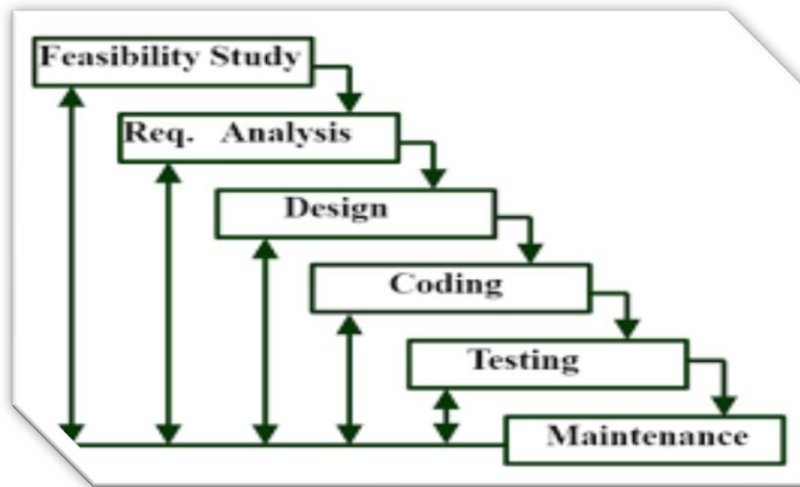 Feasibility Study
Req. Analysis
Design
Coding
Testing
Maintenance